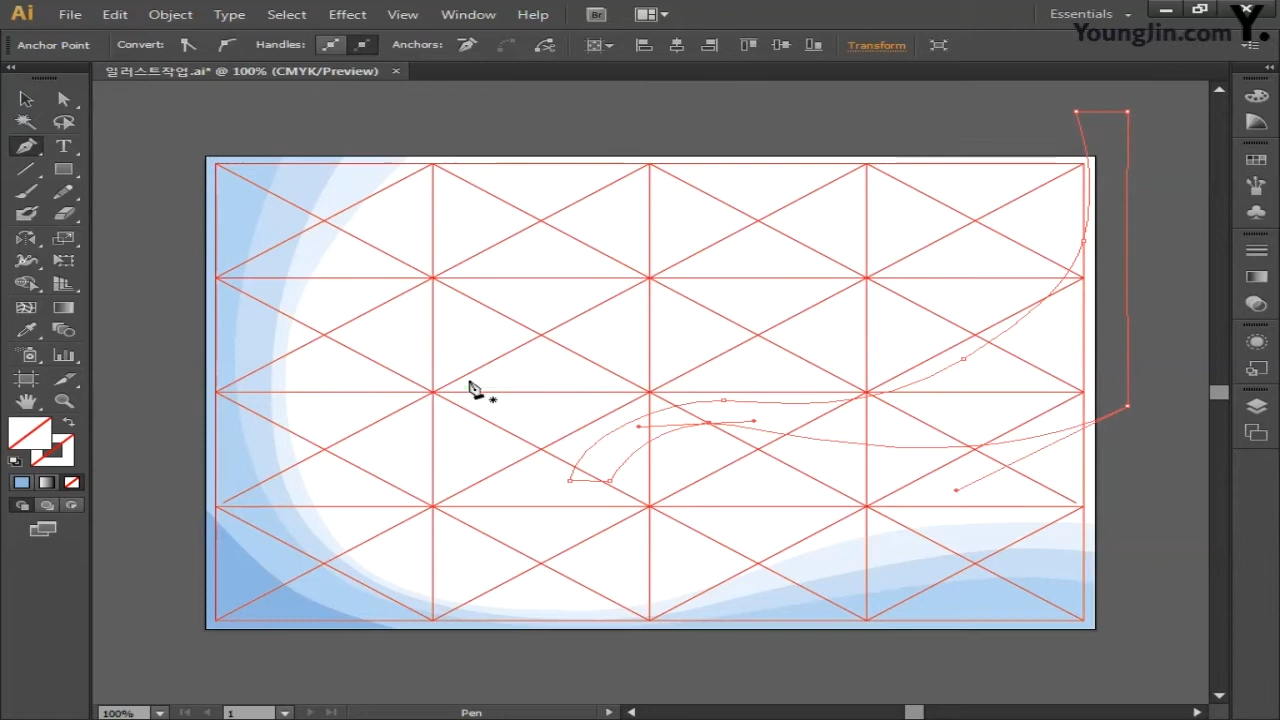 Ai File Edit Object Type Select Effect View Window Help Br Essentials
YoungJin.com Y.
Anchor Point Convert: Handles: Anchors: Transform
일러스트작업.ai* @ 100% (CMYK/Preview) ×
T
100% 1 Pen